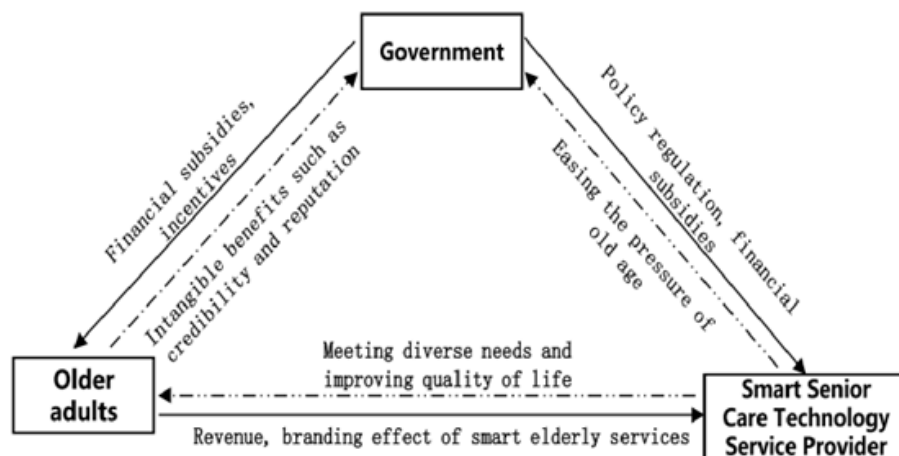 Government
Financial subsidies,
incentives
Intangible benefits such as
credibility and reputation
Policy regulation, financial
subsidies
Easing the pressure of
old age
Meeting diverse needs and
improving quality of life
Older
adults
Revenue, branding effect of smart elderly services
Smart Senior
Care Technology
Service Provider